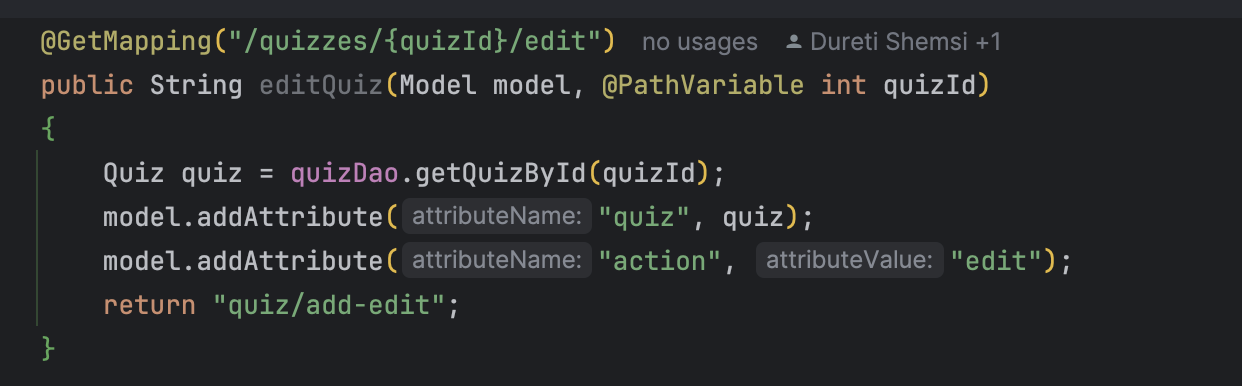 @GetMapping("/quizzes/{quizId}/edit") no usages Dureti Shemsi +1
public String editQuiz(Model model, @PathVariable int quizId)
{
Quiz quiz = quizDao.getQuizById(quizId);
model.addAttribute( attributeName: "quiz", quiz);
model.addAttribute( attributeName: "action", attributeValue: "edit");
return "quiz/add-edit";
}